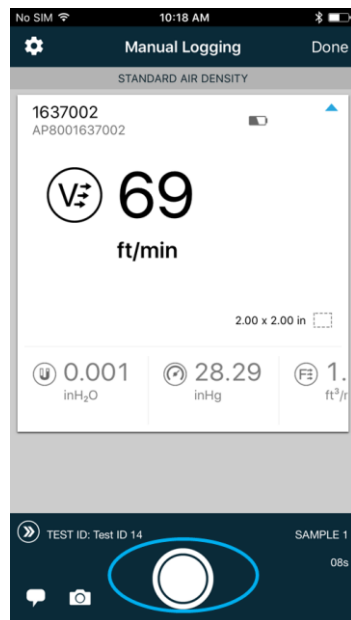 No SIM 10:18 AM
Manual Logging Done
STANDARD AIR DENSITY
1637002
AP8001637002
V 69
ft/min
2.00 x 2.00 in
0.001 28.29 F 1.
inH₂O inHg ft³/r
TEST ID: Test ID 14 SAMPLE 1
08s